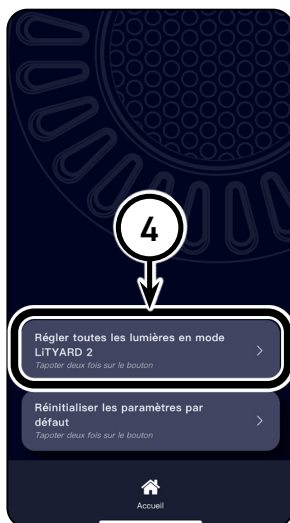 4
Régler toutes les lumières en mode
LiTYARD 2
Tapoter deux fois sur le bouton
Réinitialiser les paramètres par
défaut
Tapoter deux fois sur le bouton
Accueil